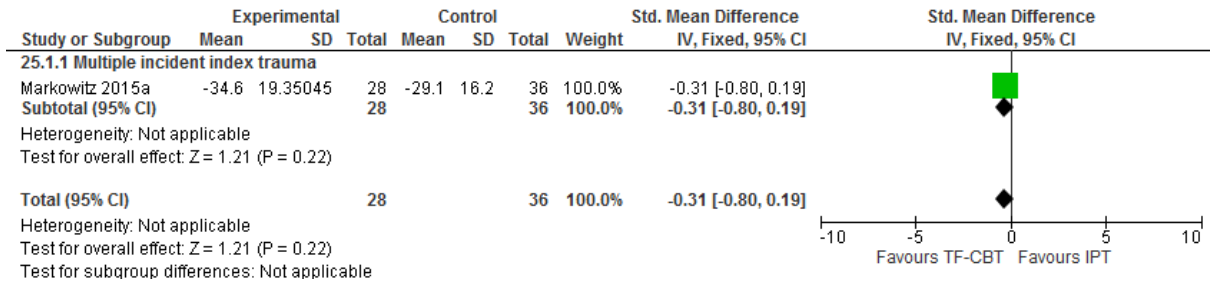 Experimental Control Std. Mean Difference Std. Mean Difference
Study or Subgroup Mean SD Total Mean SD Total Weight IV, Fixed, 95% CI IV, Fixed, 95% CI
25.1.1 Multiple incident index trauma
Markowitz 2015a -34.6 19.35045 28 -29.1 16.2 36 100.0% -0.31 [-0.80, 0.19]
Subtotal (95% CI) 28 36 100.0% -0.31 [-0.80, 0.19]
Heterogeneity: Not applicable
Test for overall effect: Z = 1.21 (P = 0.22)
Total (95% CI) 28 36 100.0% -0.31 [-0.80, 0.19]
Heterogeneity: Not applicable
Test for overall effect: Z = 1.21 (P = 0.22)
Test for subgroup differences: Not applicable
-10 -5 0 5 10
Favours TF-CBT Favours IPT